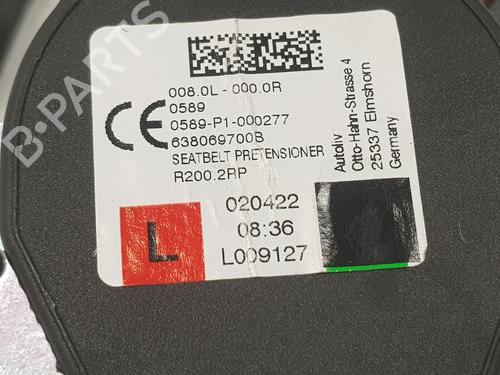 008.0L - 000.0R
0589
0589-P1-000277
638069700B
SEATBELT PRETENSIONER
R200.2RP
CE
L
020422
08:36
L009127
Autoliv
Otto-Hahn-Strasse 4
25337 Elmshorn
Germany
B-PARTS